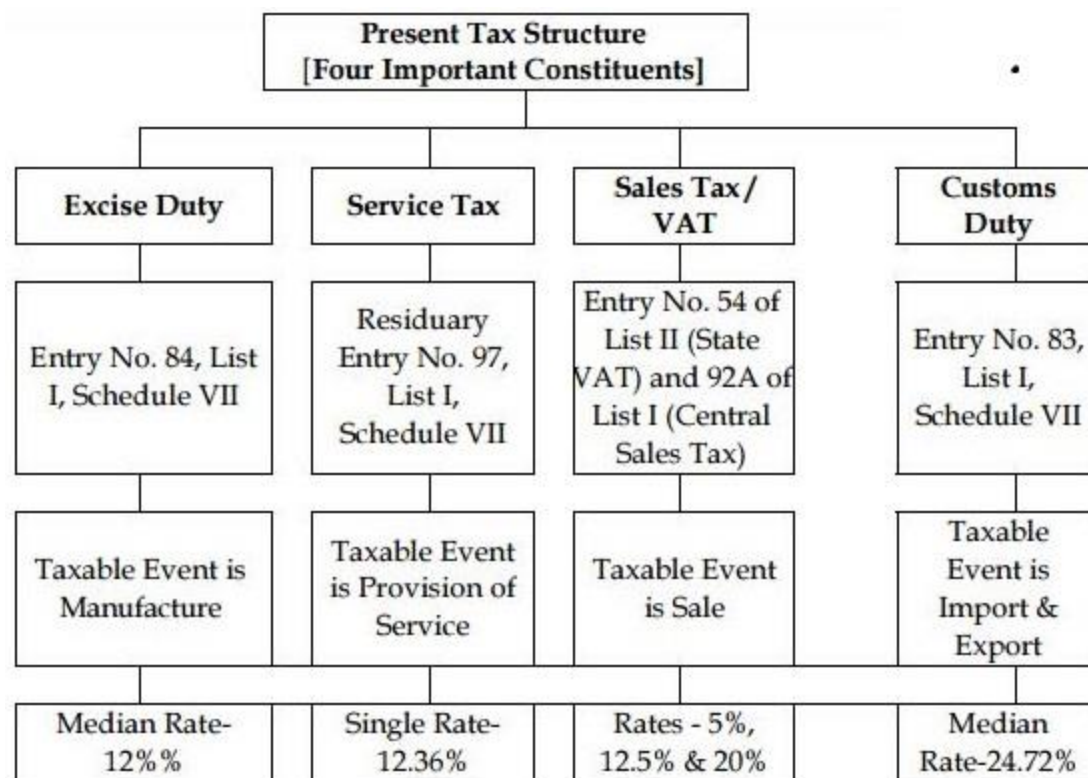 Present Tax Structure
[Four Important Constituents]
Excise Duty
Service Tax
Sales Tax/
VAT
Customs
Duty
Entry No. 84, List
I, Schedule VII
Residuary
Entry No. 97,
List I,
Schedule VII
Entry No. 54 of
List II (State
VAT) and 92A of
List I (Central
Sales Tax)
Entry No. 83,
List I,
Schedule VII
Taxable Event is
Manufacture
Taxable Event
is Provision of
Service
Taxable Event
is Sale
Taxable
Event is
Import &
Export
Median Rate-
12%%
Single Rate-
12.36%
Rates - 5%,
12.5% & 20%
Median
Rate-24.72%